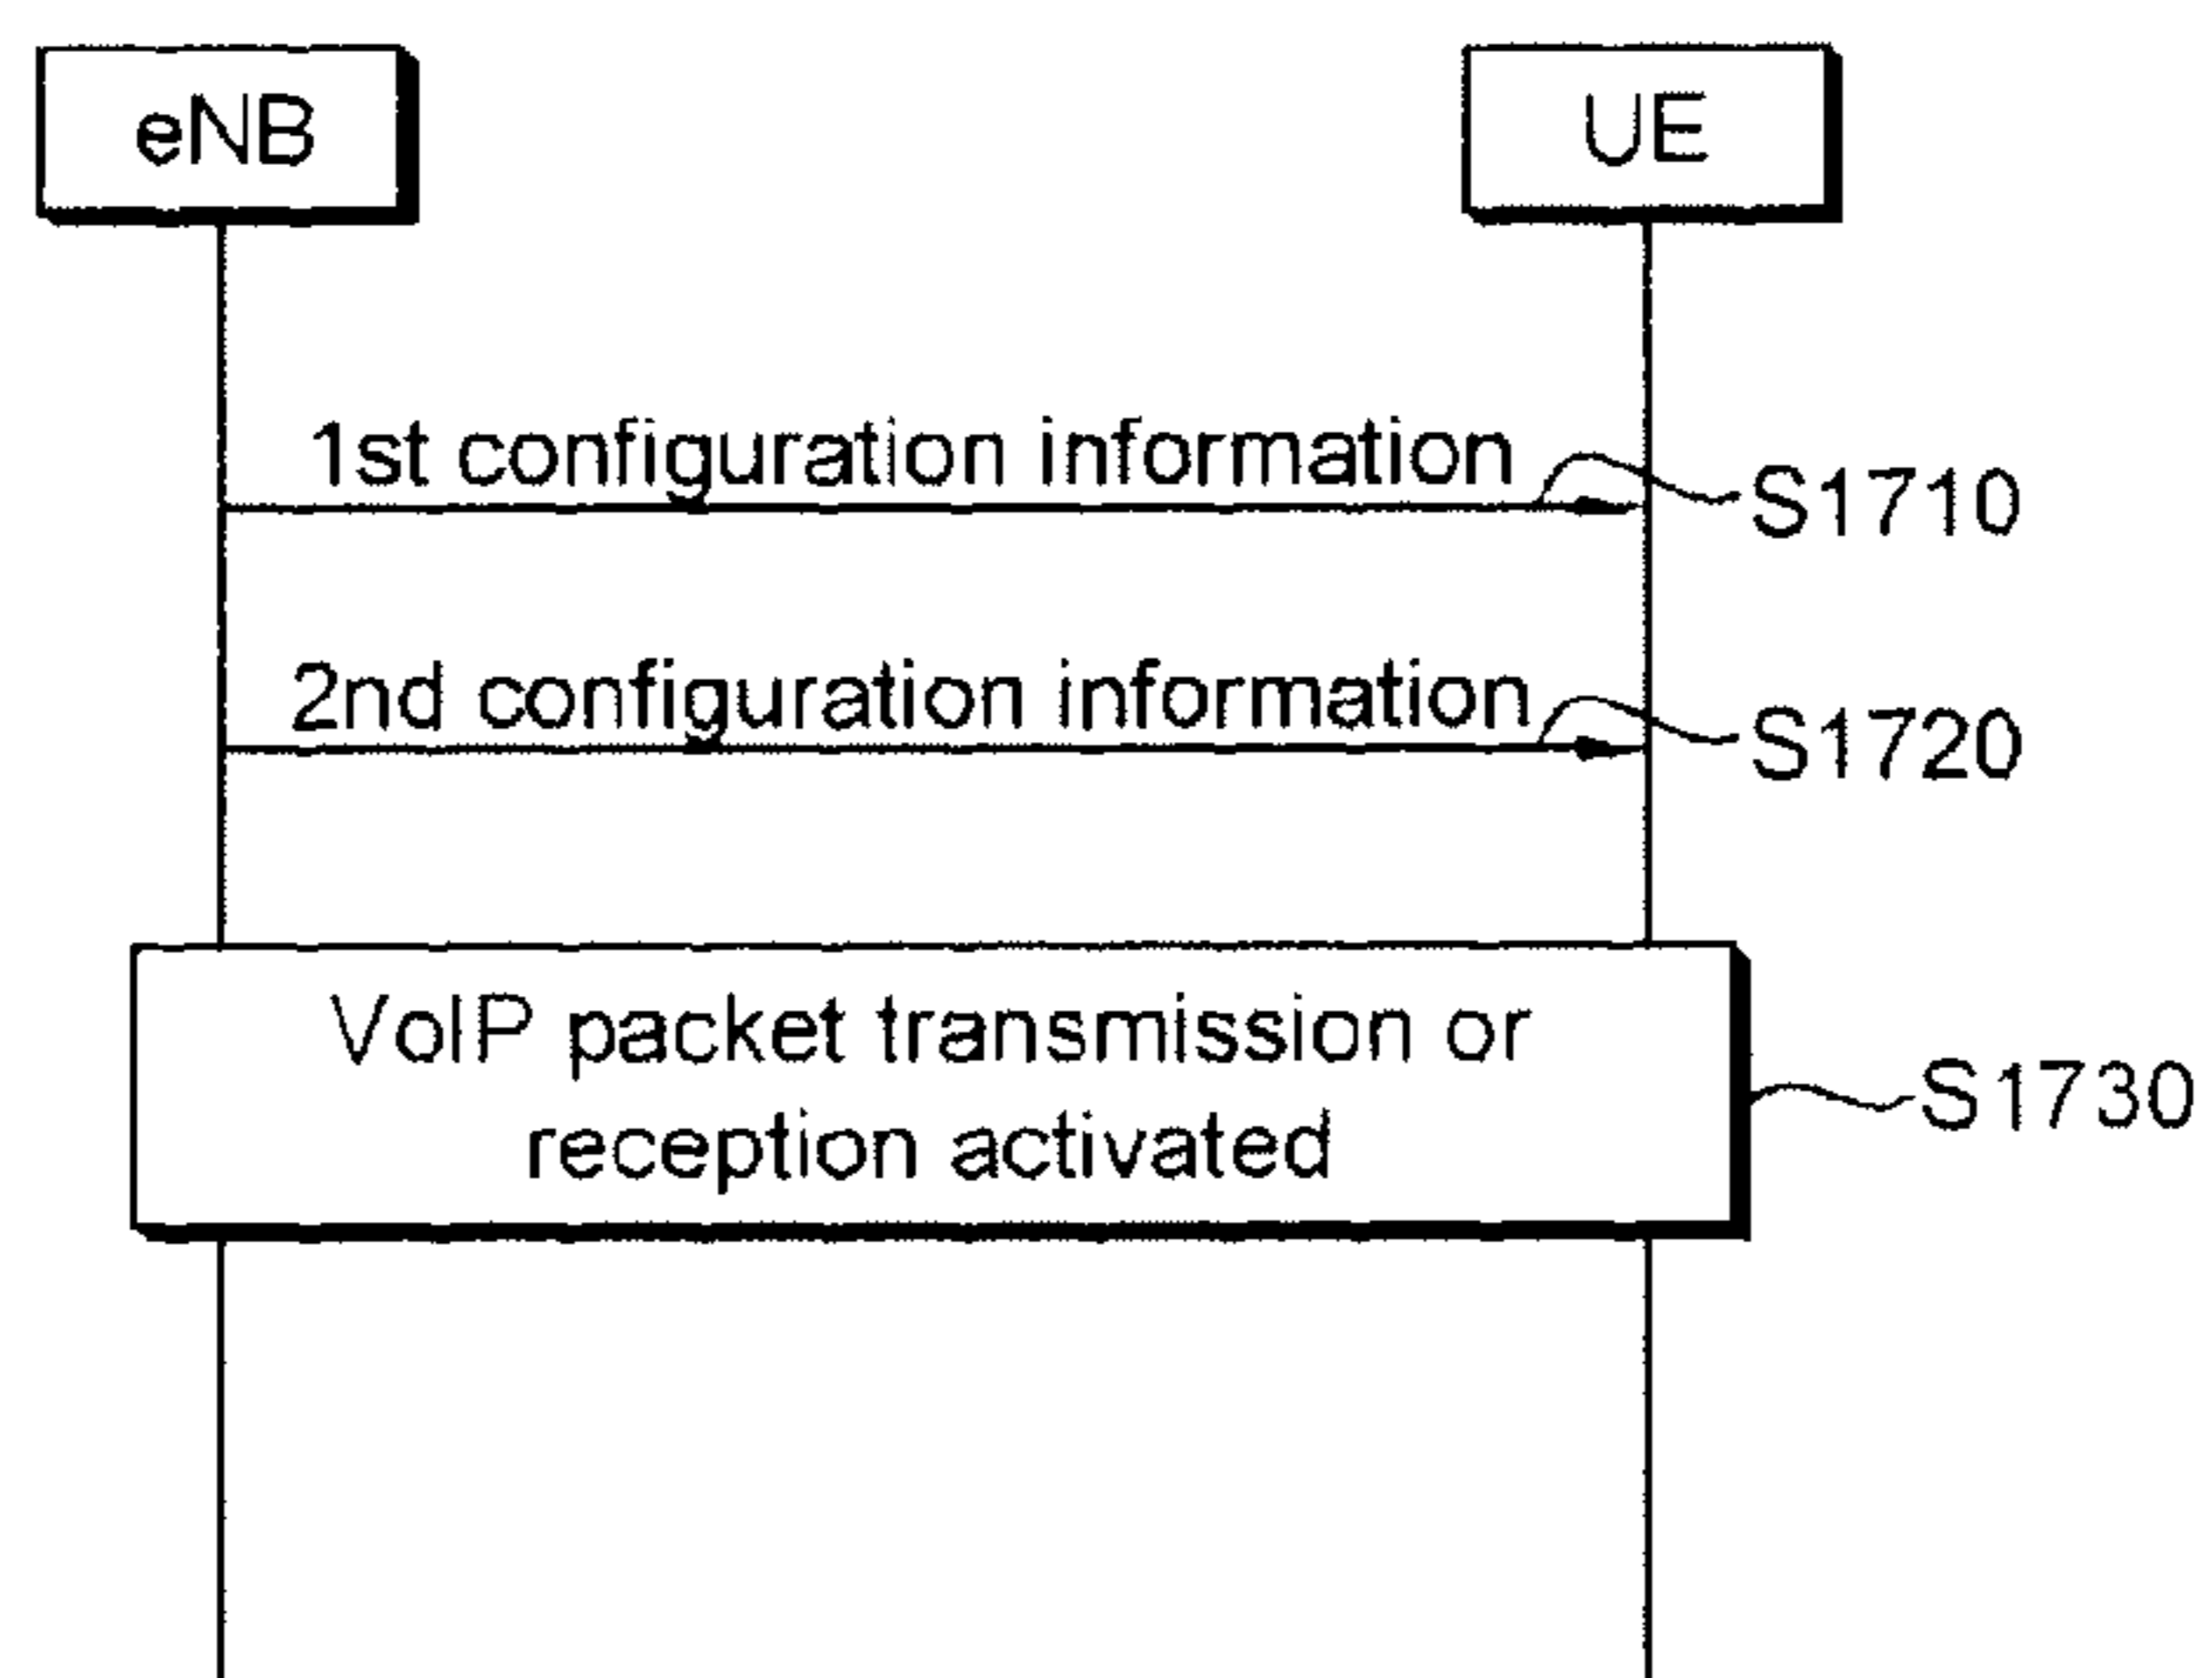 eNB
UE
1st configuration information
S1710
2nd configuration information
S1720
VoIP packet transmission or
reception activated
S1730